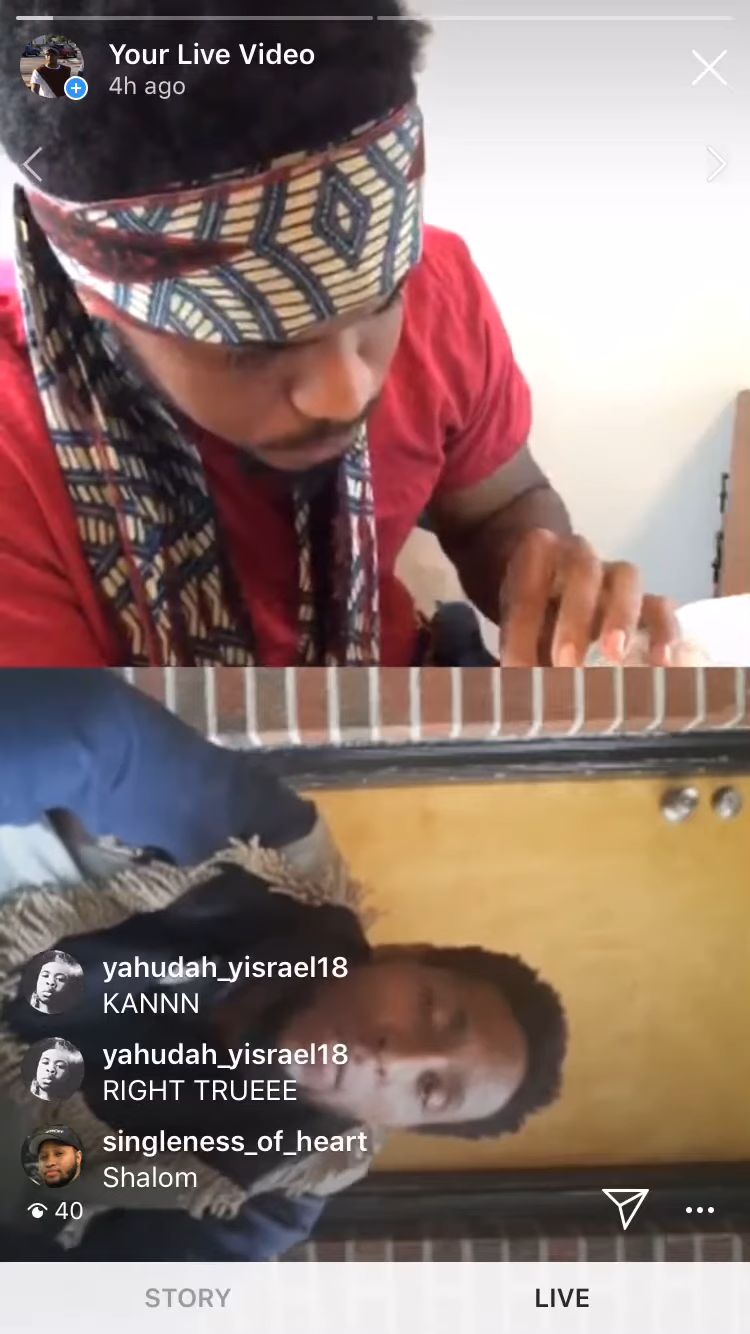 Your Live Video
4h ago
yahudah_yisrael18
KANNN
yahudah_yisrael18
RIGHT TRUEEE
singleness_of_heart
Shalom
40
STORY
LIVE